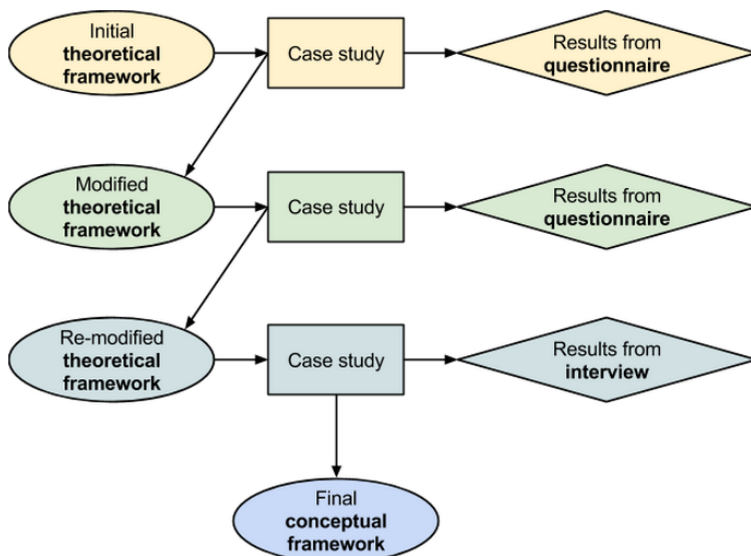 Initial
theoretical
framework
Case study
Results from
questionnaire
Modified
theoretical
framework
Case study
Results from
questionnaire
Re-modified
theoretical
framework
Case study
Results from
interview
Final
conceptual
framework